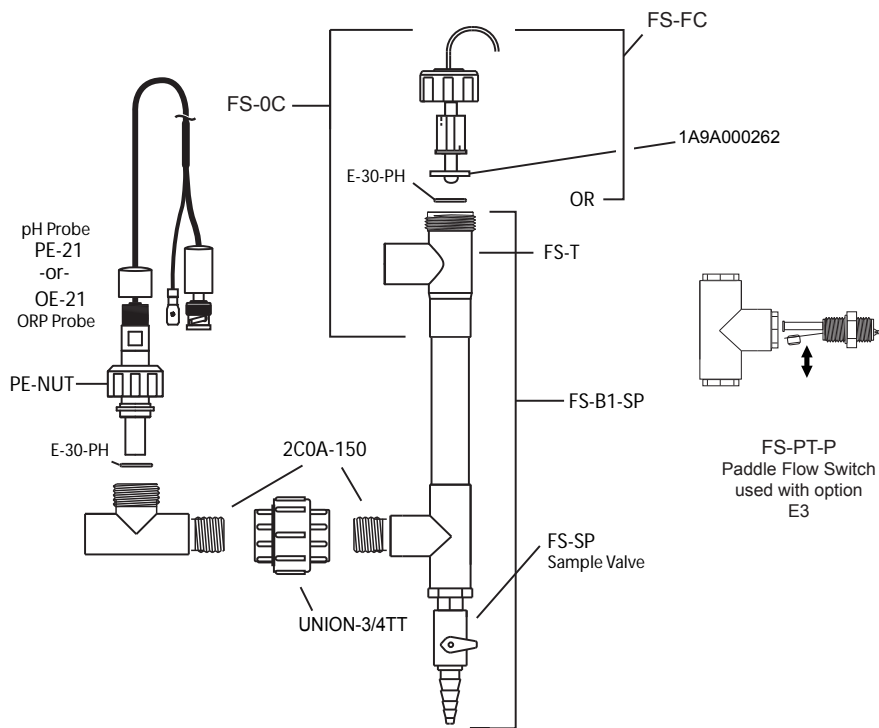 FS-FC
FS-0C
1A9A000262
E-30-PH
OR
pH Probe
PE-21
-or-
OE-21
ORP Probe
FS-T
PE-NUT
FS-B1-SP
E-30-PH
2C0A-150
FS-PT-P
Paddle Flow Switch
used with option
E3
FS-SP
Sample Valve
UNION-3/4TT